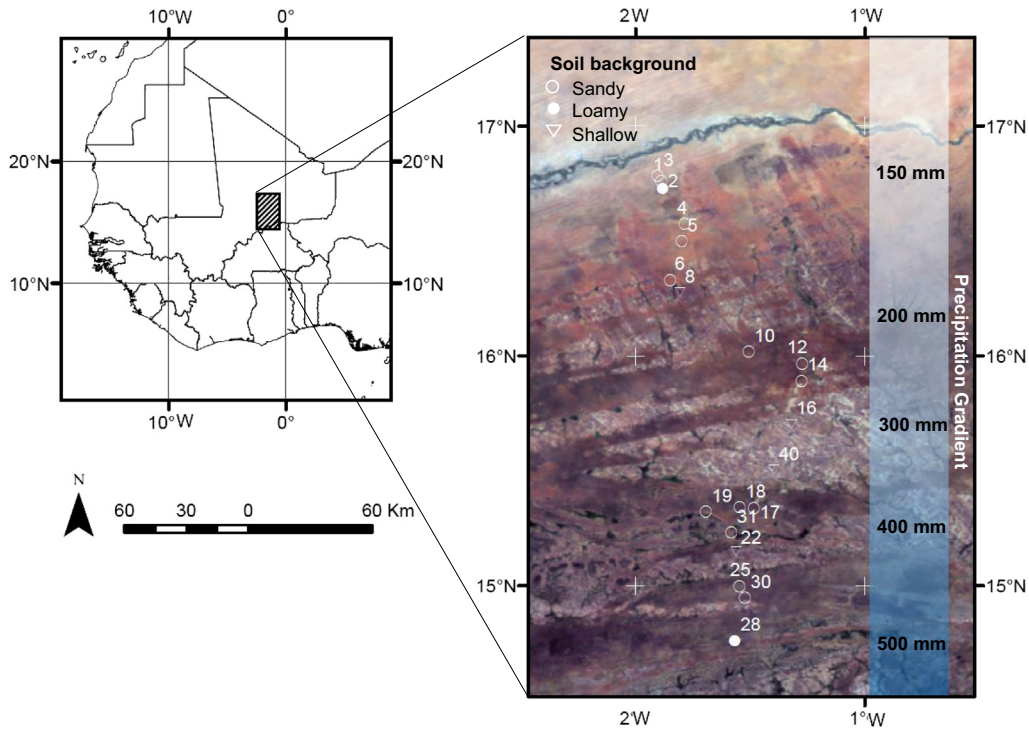 10°W 0°
20°N 20°N
10°N 10°N
10°W 0°
N
60 30 0 60 Km
2°W 1°W
Soil background
Sandy
Loamy
Shallow
17°N 17°N
13
2
150 mm
4
5
6
8
Precipitation Gradient
200 mm
10
12
16°N 16°N
14
16
300 mm
40
19 18
17
31
400 mm
22
25
30
15°N 15°N
28
500 mm
2°W 1°W